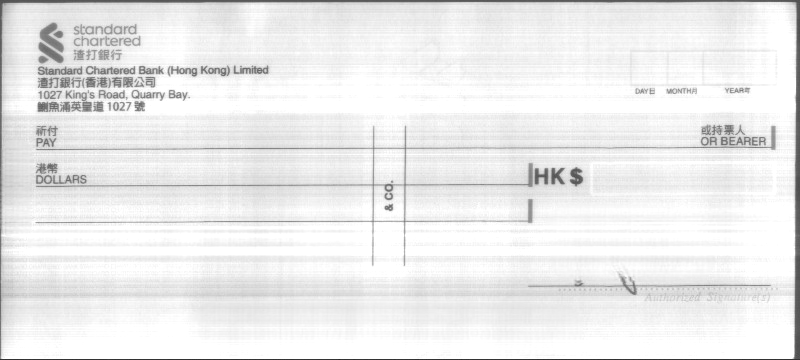 standard
chartered
渣打銀行
Standard Chartered Bank (Hong Kong) Limited
渣打銀行(香港)有限公司
1027 King's Road, Quarry Bay.
鰂魚涌英皇道 1027 號
DAY日 MONTH月 YEAR年
祈付 或持票人
PAY OR BEARER
港幣
DOLLARS
HK $
& CO.
Authorized Signature(s)